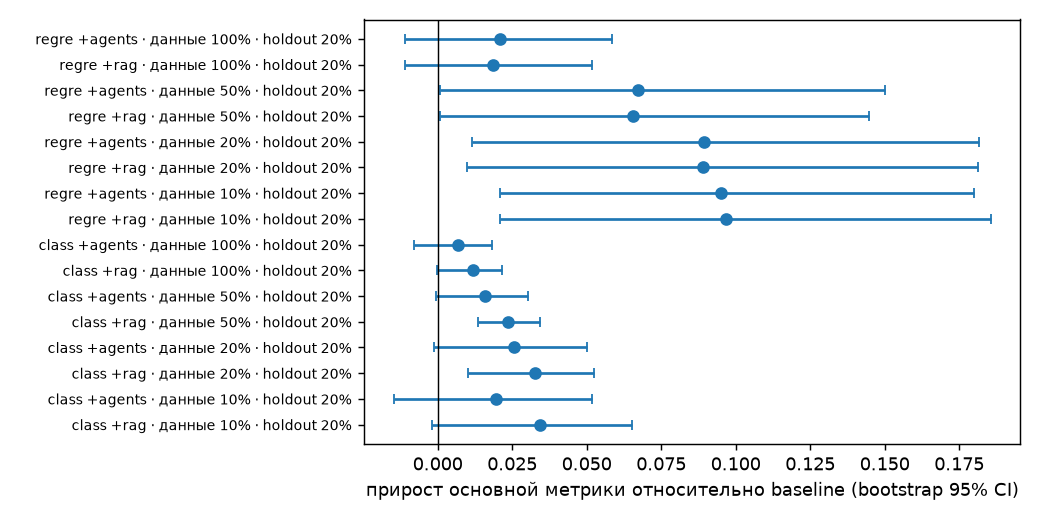 regre +agents · данные 100% · holdout 20%
regre +rag · данные 100% · holdout 20%
regre +agents · данные 50% · holdout 20%
regre +rag · данные 50% · holdout 20%
regre +agents · данные 20% · holdout 20%
regre +rag · данные 20% · holdout 20%
regre +agents · данные 10% · holdout 20%
regre +rag · данные 10% · holdout 20%
class +agents · данные 100% · holdout 20%
class +rag · данные 100% · holdout 20%
class +agents · данные 50% · holdout 20%
class +rag · данные 50% · holdout 20%
class +agents · данные 20% · holdout 20%
class +rag · данные 20% · holdout 20%
class +agents · данные 10% · holdout 20%
class +rag · данные 10% · holdout 20%
0.000 0.025 0.050 0.075 0.100 0.125 0.150 0.175
прирост основной метрики относительно baseline (bootstrap 95% CI)